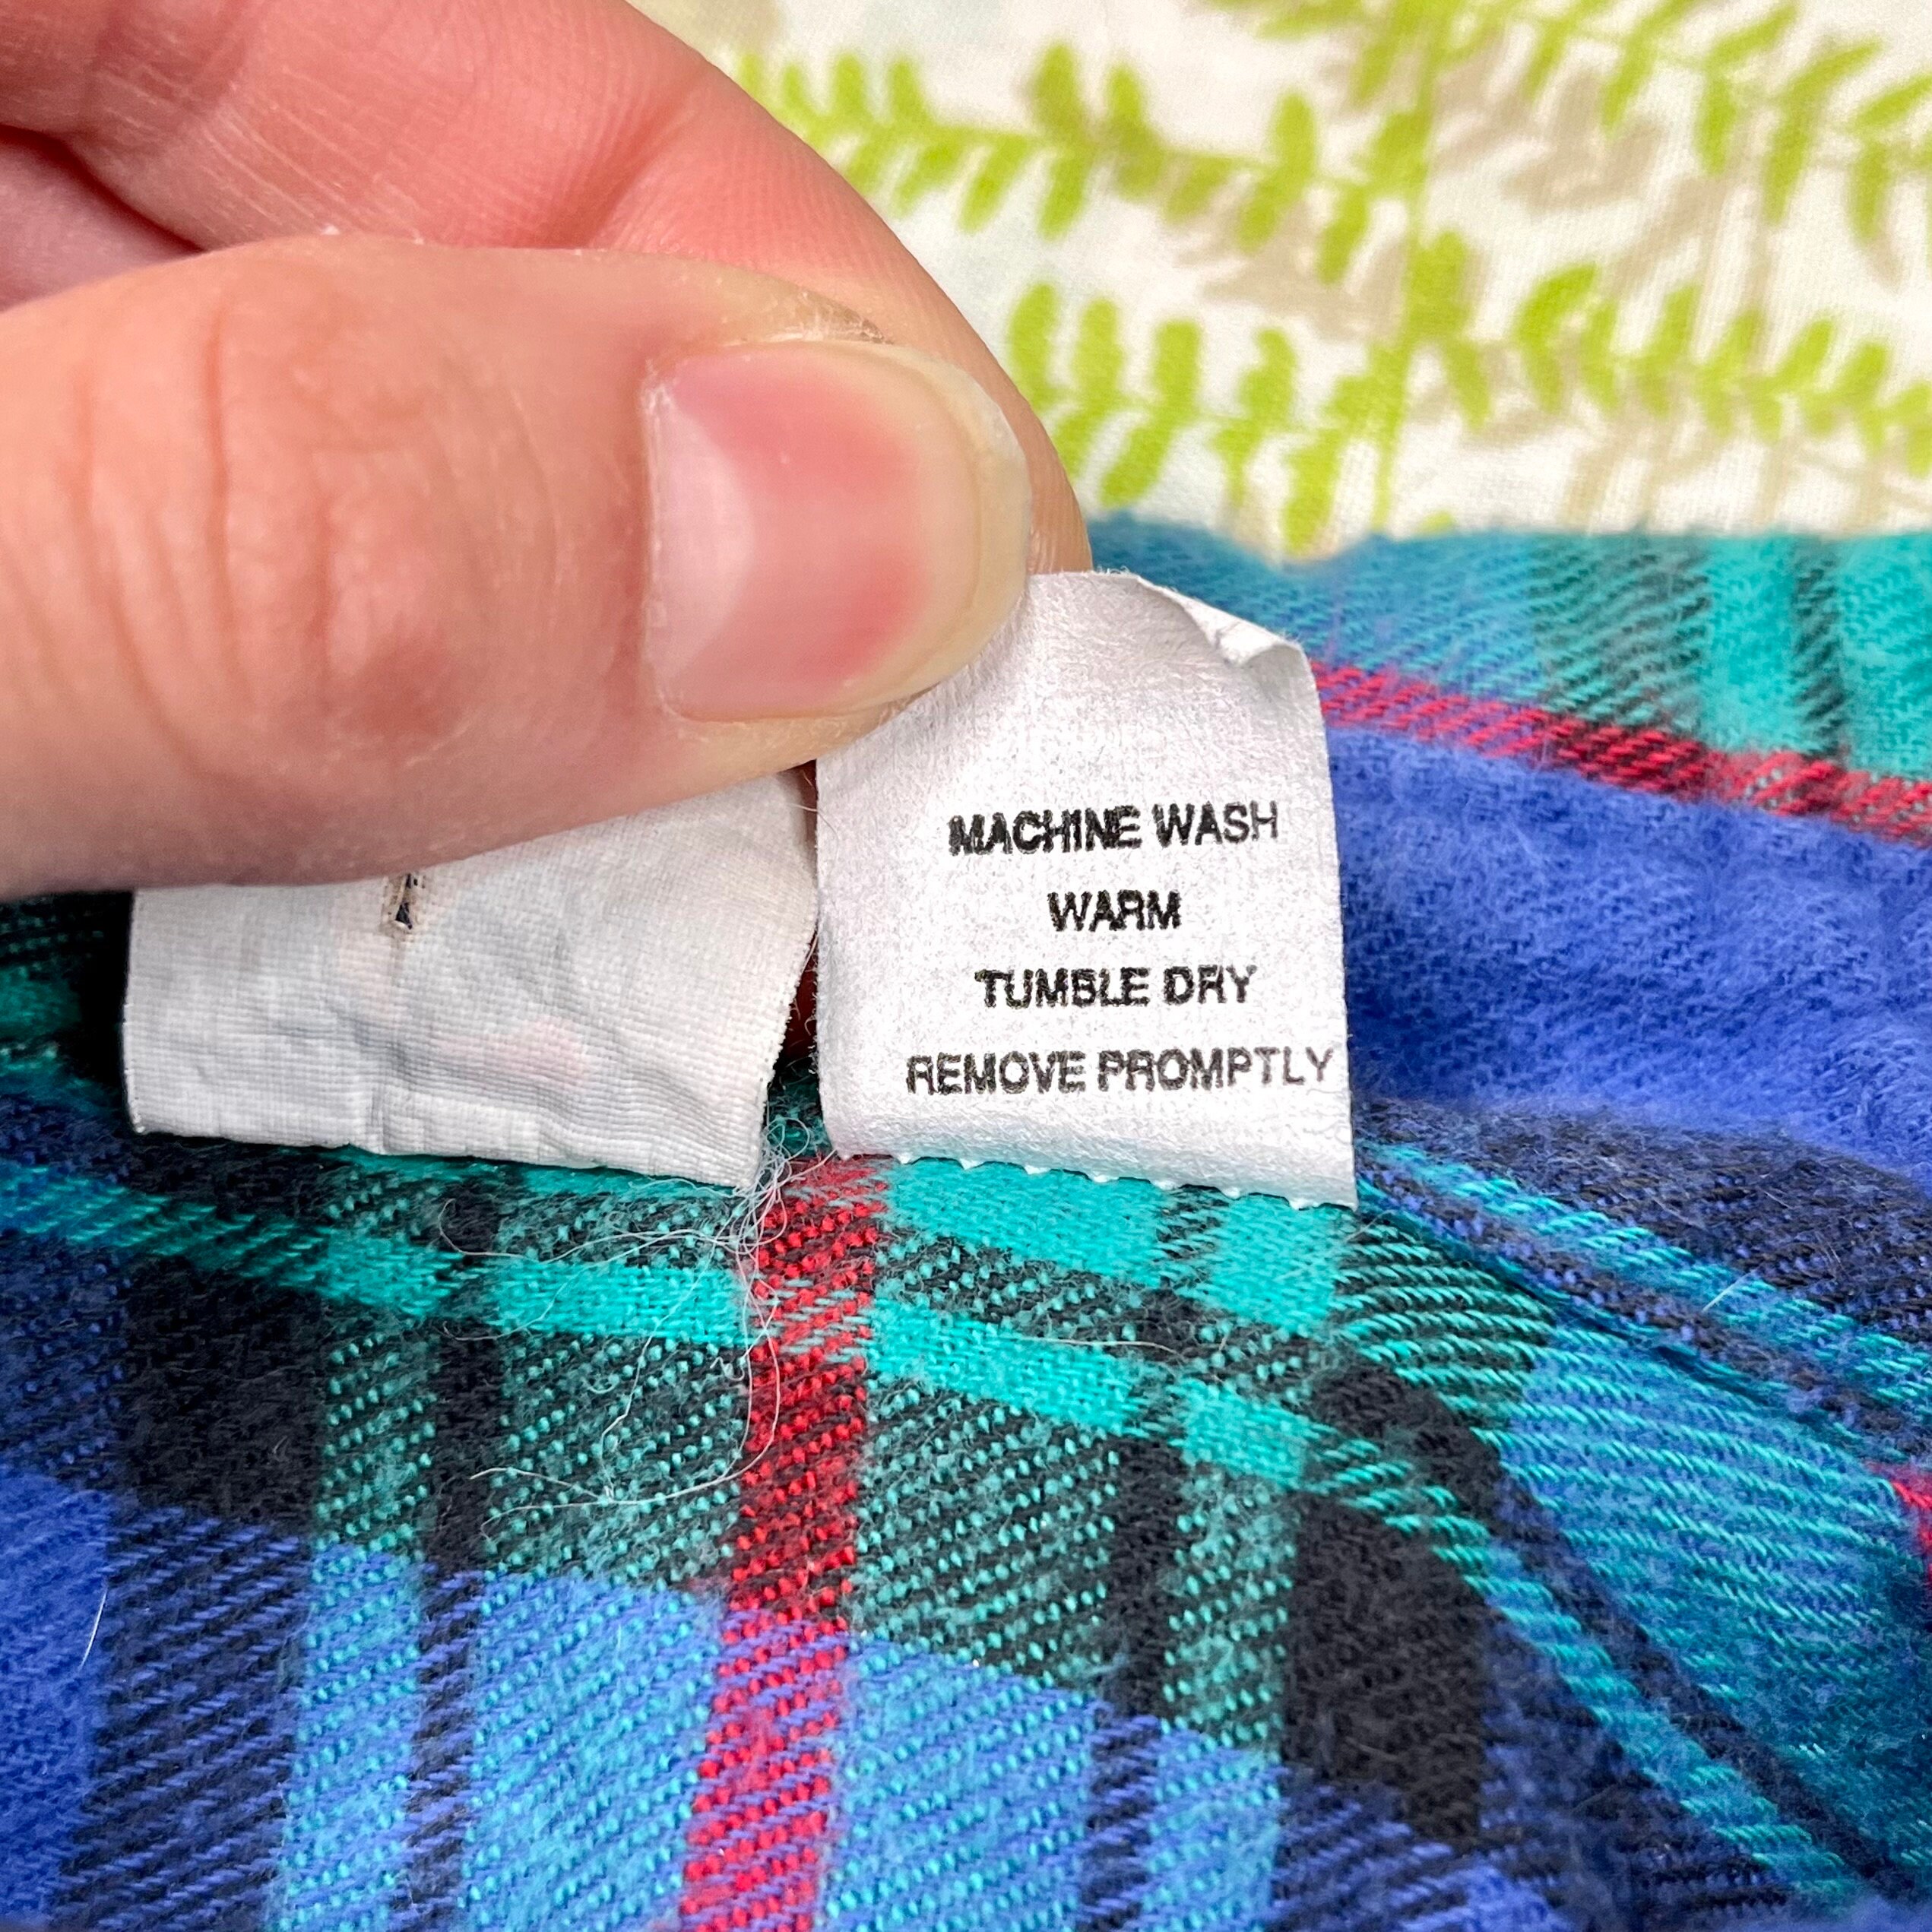 MACHINE WASH
WARM
TUMBLE DRY
REMOVE PROMPTLY